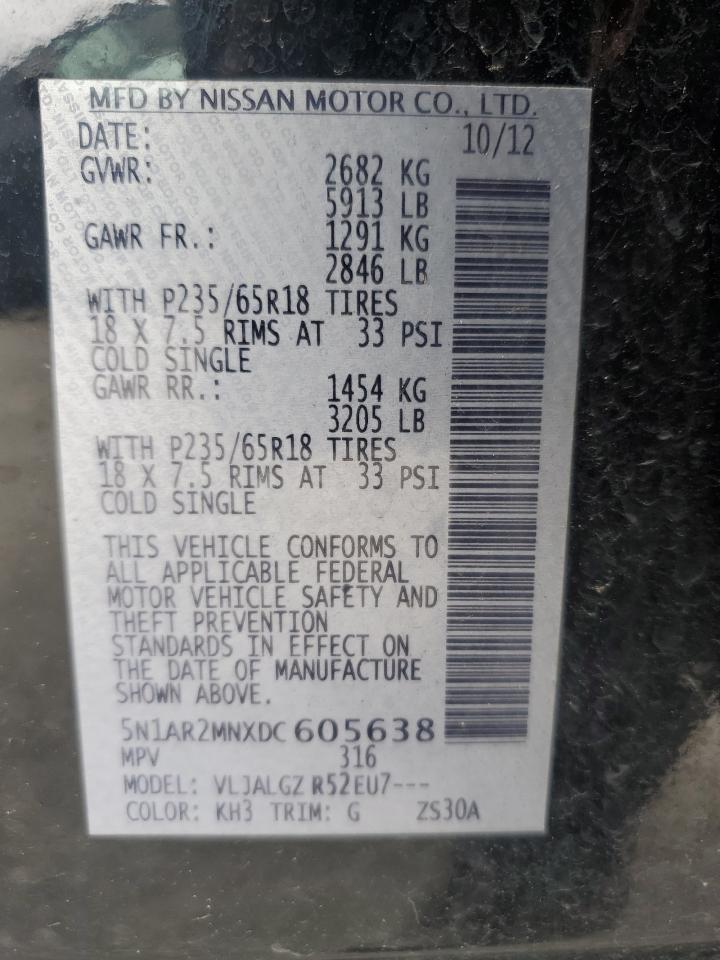 MFD BY NISSAN MOTOR CO., LTD.
DATE: 10/12
GVWR: 2682 KG
5913 LB
GAWR FR.: 1291 KG
2846 LB
WITH P235/65R18 TIRES
18 X 7.5 RIMS AT 33 PSI
COLD SINGLE
GAWR RR.: 1454 KG
3205 LB
WITH P235/65R18 TIRES
18 X 7.5 RIMS AT 33 PSI
COLD SINGLE
THIS VEHICLE CONFORMS TO
ALL APPLICABLE FEDERAL
MOTOR VEHICLE SAFETY AND
THEFT PREVENTION
STANDARDS IN EFFECT ON
THE DATE OF MANUFACTURE
SHOWN ABOVE.
5N1AR2MNXDC605638
MPV 316
MODEL: VLJALGZ R52EU7---
COLOR: KH3 TRIM: G ZS30A